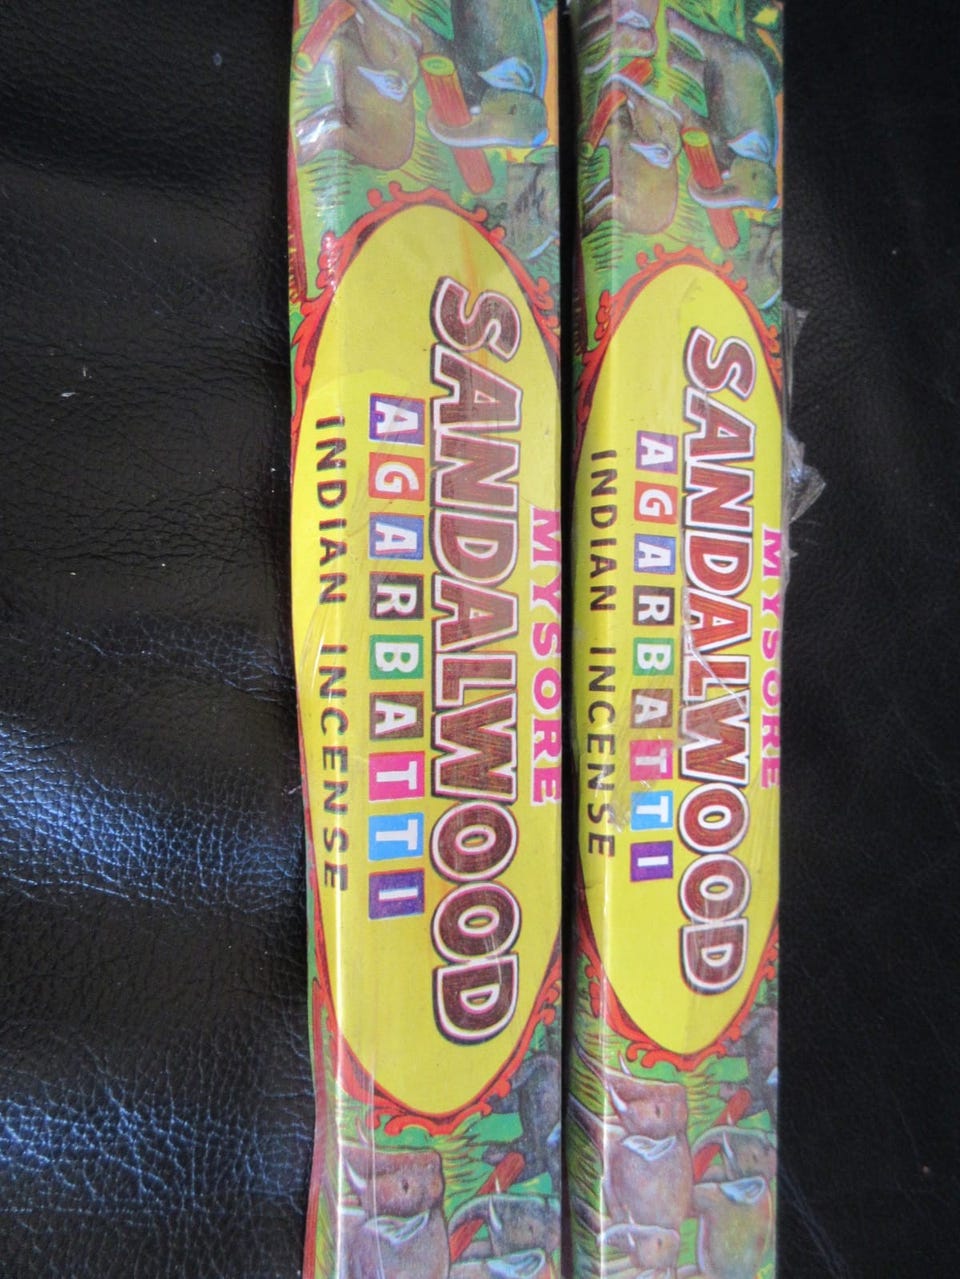 MYSORE
SANDALWOOD
AGARBATTI
INDIAN INCENSE
MYSORE
SANDALWOOD
AGARBATTI
INDIAN INCENSE